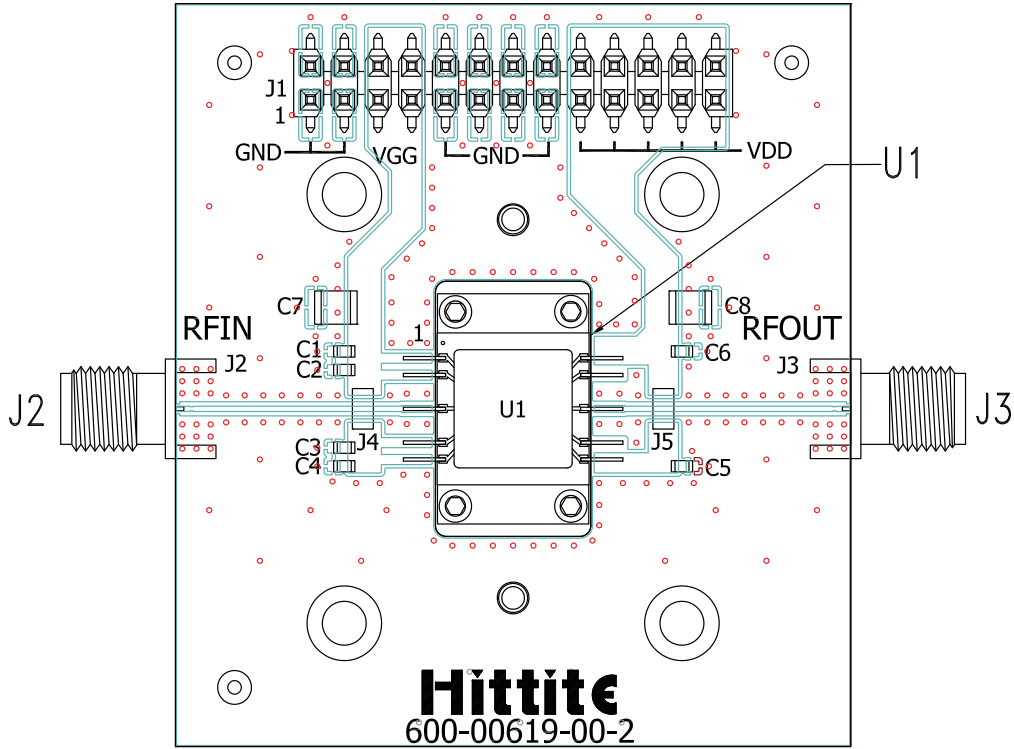 J1
1
GND
VGG
GND
VDD
U1
C7
C8
RFIN
RFOUT
1
C1
C2
C6
J2
J3
J2
U1
J3
J4
J5
C3
C4
C5
Hittite
600-00619-00-2